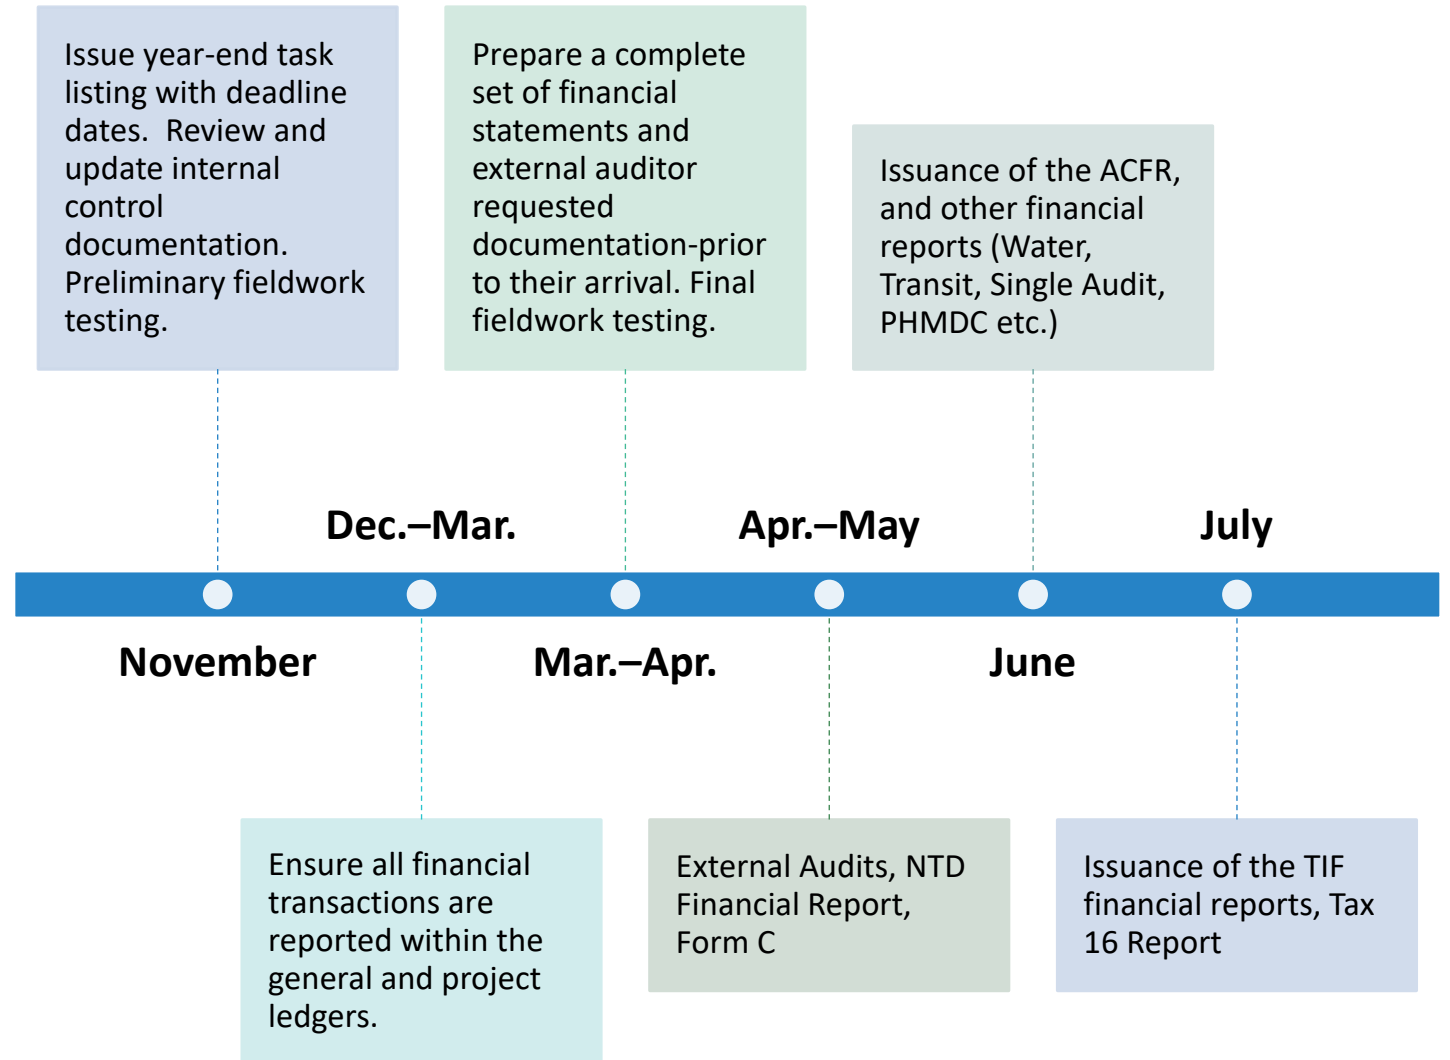 Issue year-end task
listing with deadline
dates.  Review and
update internal
control
documentation.
Preliminary fieldwork
testing.
Prepare a complete
set of financial
statements and
external auditor
requested
documentation-prior
to their arrival. Final
fieldwork testing.
Issuance of the ACFR,
and other financial
reports (Water,
Transit, Single Audit,
PHMDC etc.)
Dec.–Mar.
Apr.–May
July
November
Mar.–Apr.
June
Ensure all financial
transactions are
reported within the
general and project
ledgers.
External Audits, NTD
Financial Report,
Form C
Issuance of the TIF
financial reports, Tax
16 Report